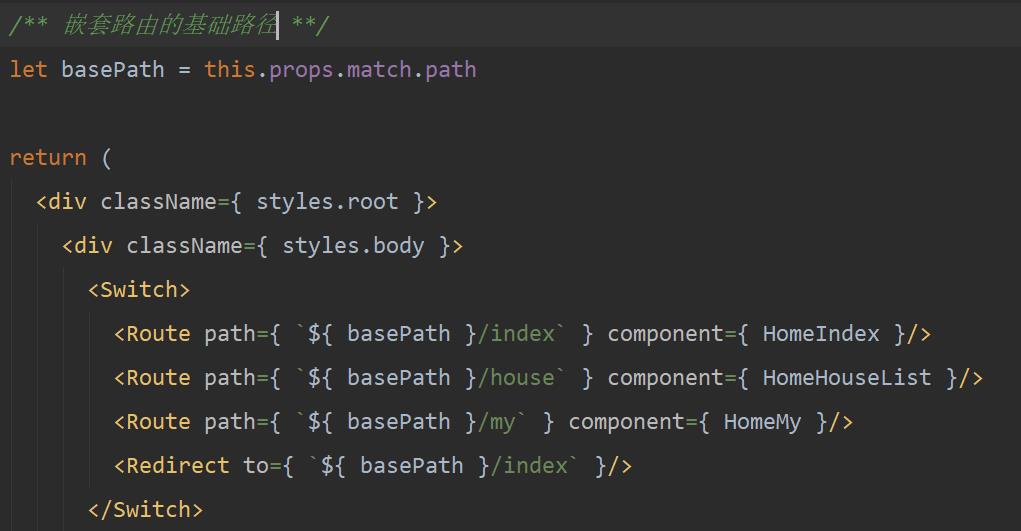 /** 嵌套路由的基础路径 **/
let basePath = this.props.match.path
return (
<div className={ styles.root }>
<div className={ styles.body }>
<Switch>
<Route path={ `${ basePath }/index` } component={ HomeIndex }/>
<Route path={ `${ basePath }/house` } component={ HomeHouseList }/>
<Route path={ `${ basePath }/my` } component={ HomeMy }/>
<Redirect to={ `${ basePath }/index` }/>
</Switch>